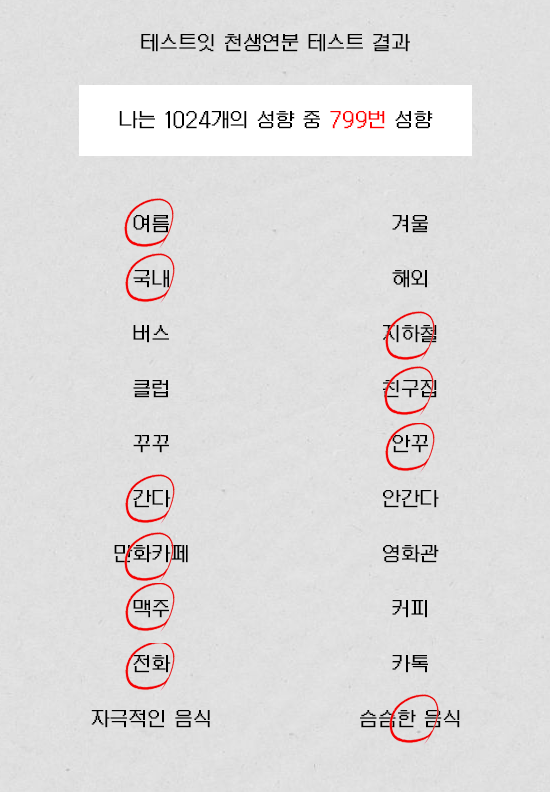 테스트잇 천생연분 테스트 결과
나는 1024개의 성향 중 799번 성향
여름 겨울
국내 해외
버스 지하철
클럽 친구집
꾸꾸 안꾸
간다 안간다
만화카페 영화관
맥주 커피
전화 카톡
자극적인 음식 슴슴한 음식